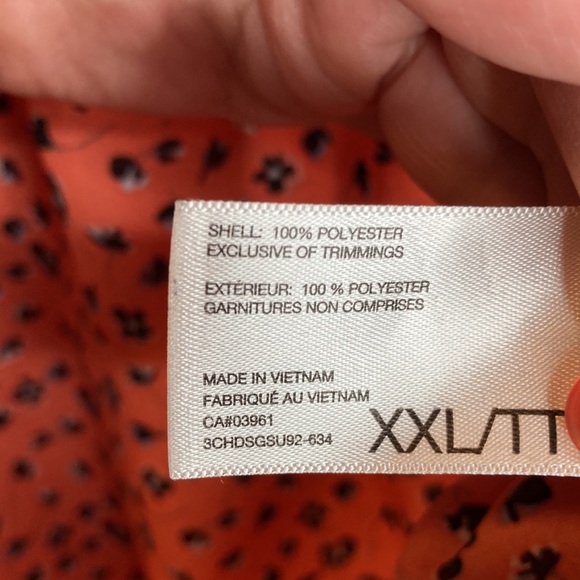 SHELL: 100% POLYESTER
EXCLUSIVE OF TRIMMINGS
EXTÉRIEUR: 100 % POLYESTER
GARNITURES NON COMPRISES
MADE IN VIETNAM
FABRIQUÉ AU VIETNAM
CA#03961
3CHDSGSU92-634
XXL/TT